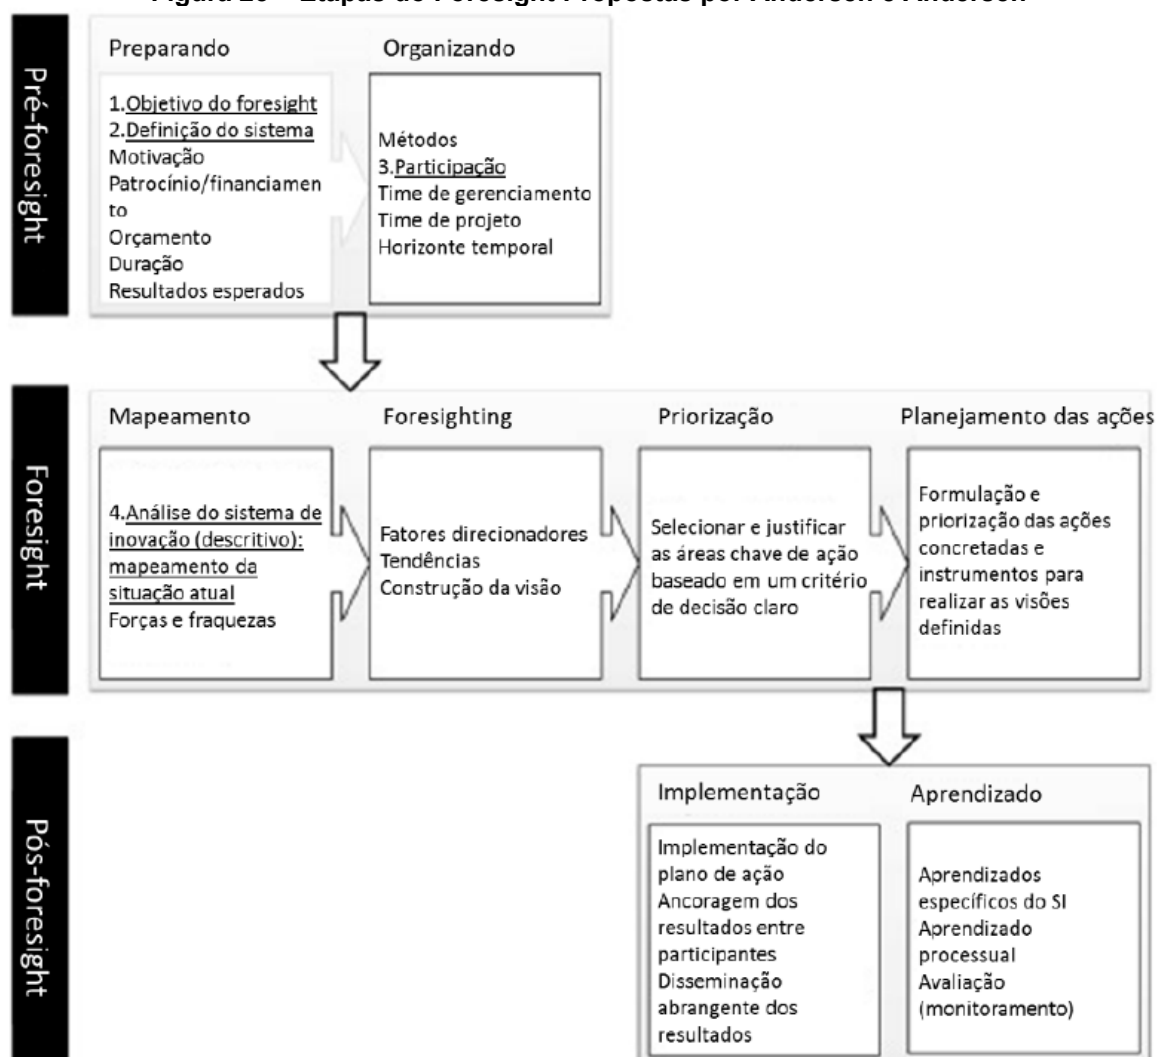 Figura 20 – Etapas do Foresight Propostas por Andersen e Andersen
Pré-foresight
Preparando
1.Objetivo do foresight
2.Definição do sistema
Motivação
Patrocínio/financiamen
to
Orçamento
Duração
Resultados esperados
Organizando
Métodos
3.Participação
Time de gerenciamento
Time de projeto
Horizonte temporal
Foresight
Mapeamento
4.Análise do sistema de
inovação (descritivo):
mapeamento da
situação atual
Forças e fraquezas
Foresighting
Fatores direcionadores
Tendências
Construção da visão
Priorização
Selecionar e justificar
as áreas chave de ação
baseado em um critério
de decisão claro
Planejamento das ações
Formulação e
priorização das ações
concretadas e
instrumentos para
realizar as visões
definidas
Pós-foresight
Implementação
Implementação do
plano de ação
Ancoragem dos
resultados entre
participantes
Disseminação
abrangente dos
resultados
Aprendizado
Aprendizados
específicos do SI
Aprendizado
processual
Avaliação
(monitoramento)